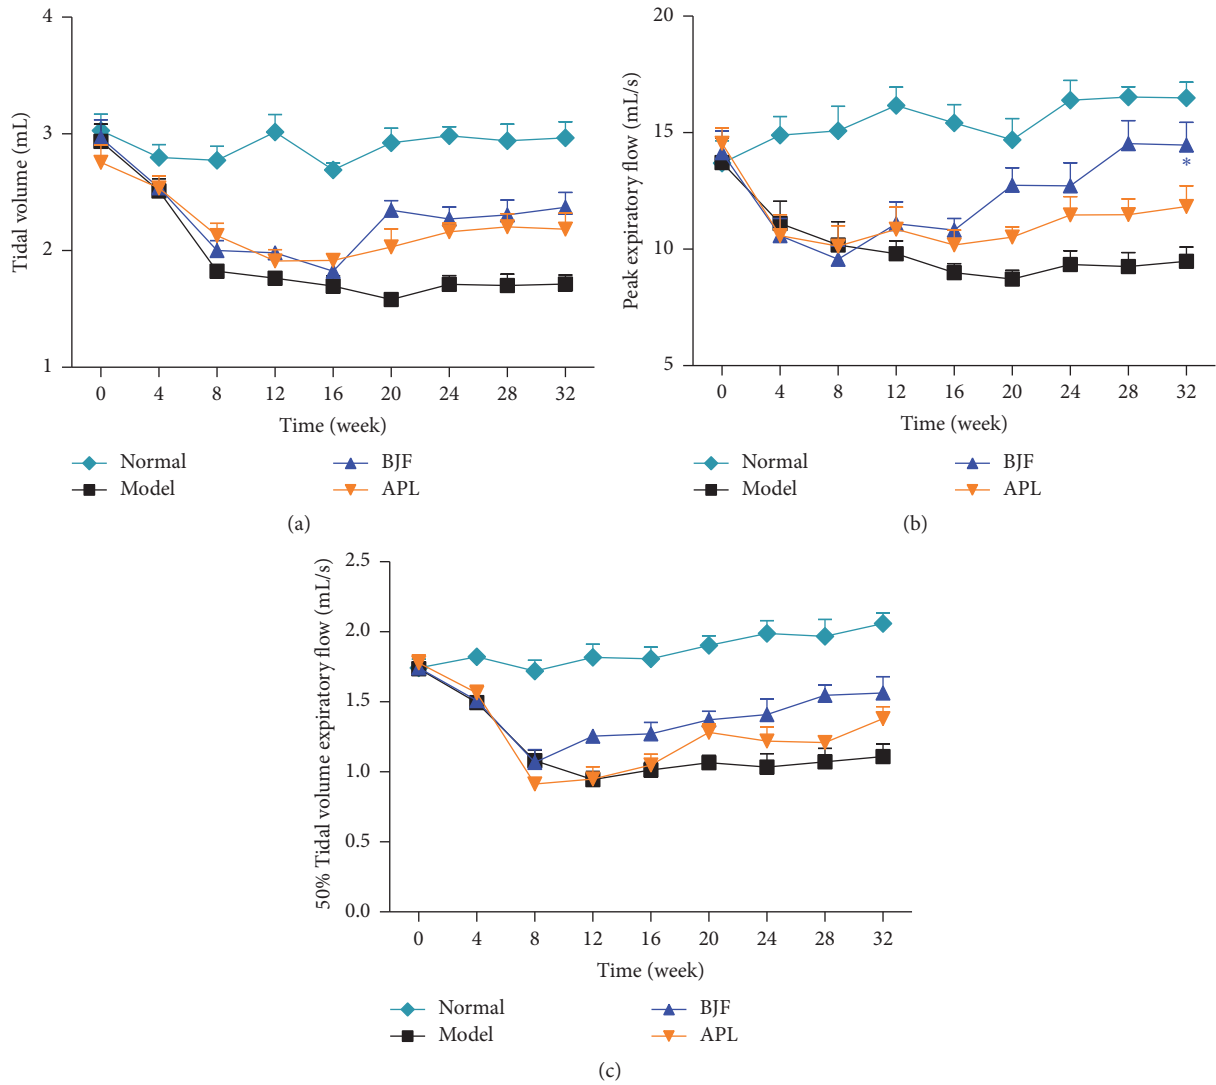 4
3
2
1
Tidal volume (mL)
0 4 8 12 16 20 24 28 32
Time (week)
Normal BJF
Model APL
(a)
20
15
10
5
Peak expiratory flow (mL/s)
*
0 4 8 12 16 20 24 28 32
Time (week)
Normal BJF
Model APL
(b)
2.5
2.0
1.5
1.0
0.5
0.0
50% Tidal volume expiratory flow (mL/s)
0 4 8 12 16 20 24 28 32
Time (week)
Normal BJF
Model APL
(c)